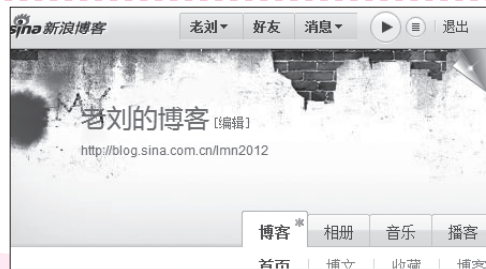 sina新浪博客 老刘 好友 消息 退出
老刘的博客 [编辑]
http://blog.sina.com.cn/lmn2012
博客 相册 音乐 播客
首页 博文 收藏 博客